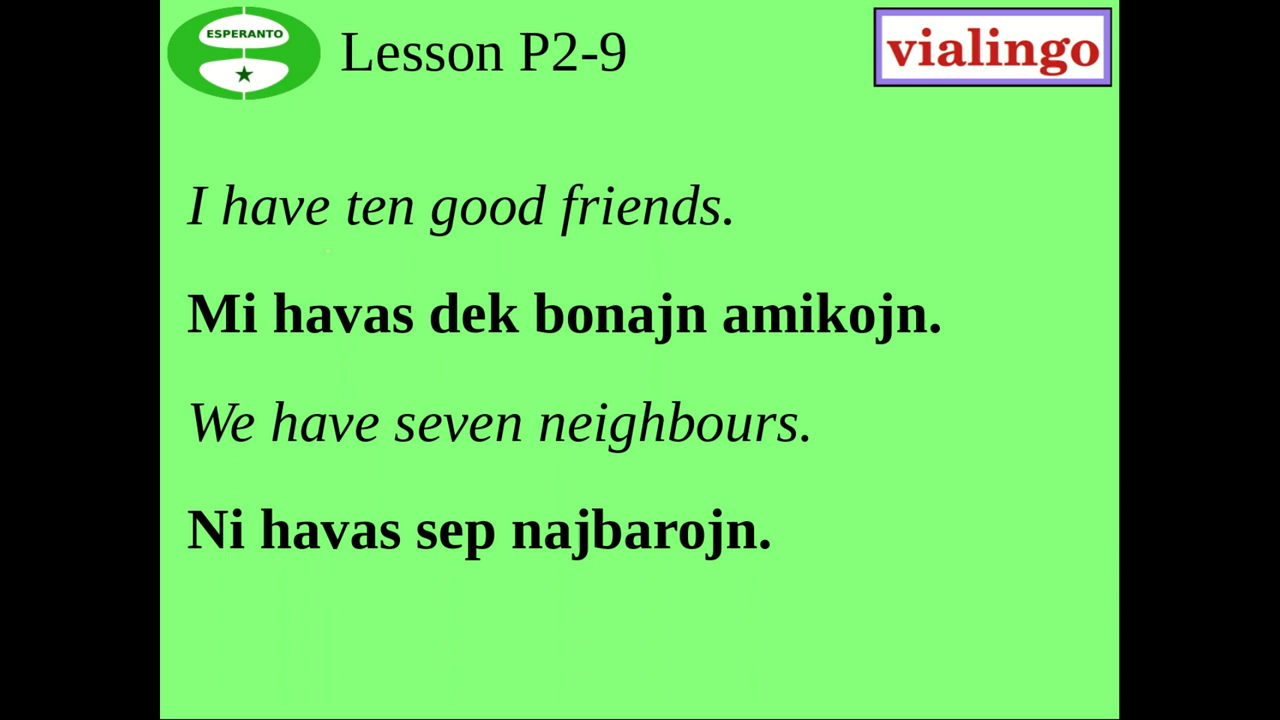 ESPERANTO
Lesson P2-9
vialingo
I have ten good friends.
Mi havas dek bonajn amikojn.
We have seven neighbours.
Ni havas sep najbarojn.